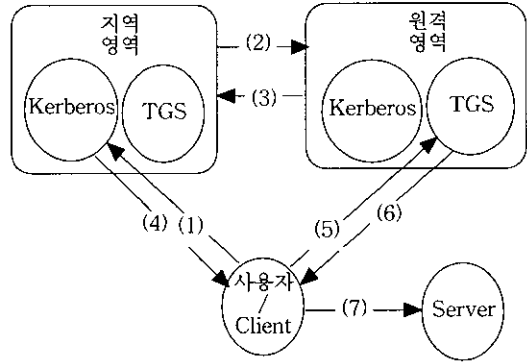 지역
영역
Kerberos
TGS
(2)
(3)
원격
영역
Kerberos
TGS
(4)
(1)
(5)
(6)
사용자
/
Client
(7)
Server